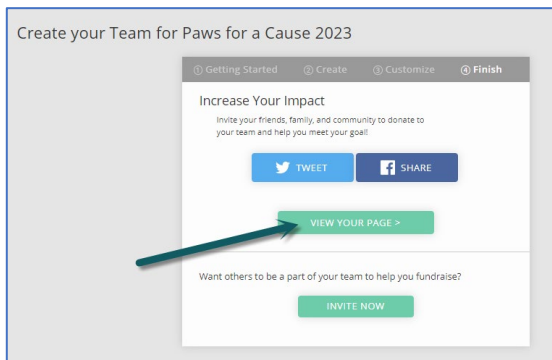 Create your Team for Paws for a Cause 2023
① Getting Started ② Create ③ Customize ④ Finish
Increase Your Impact
Invite your friends, family, and community to donate to
your team and help you meet your goal!
TWEET SHARE
VIEW YOUR PAGE >
Want others to be a part of your team to help you fundraise?
INVITE NOW